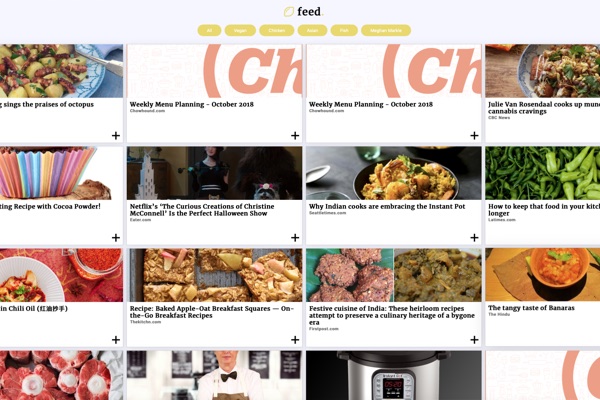 feed.
All
Vegan
Chicken
Asian
Fish
Meghan Markle
Ch
Ch
g sings the praises of octopus
Weekly Menu Planning - October 2018
Chowhound.com
Weekly Menu Planning - October 2018
Chowhound.com
Julie Van Rosendaal cooks up mun
cannabis cravings
CBC News
ting Recipe with Cocoa Powder!
Netflix's 'The Curious Creations of Christine
McConnell' Is the Perfect Halloween Show
Eater.com
Why Indian cooks are embracing the Instant Pot
Seattletimes.com
How to keep that food in your kitch
longer
Latimes.com
in Chili Oil (红油抄手)
Recipe: Baked Apple-Oat Breakfast Squares — On-
the-Go Breakfast Recipes
Thekitchn.com
Festive cuisine of India: These heirloom recipes
attempt to preserve a culinary heritage of a bygone
era
Firstpost.com
The tangy taste of Banaras
The Hindu